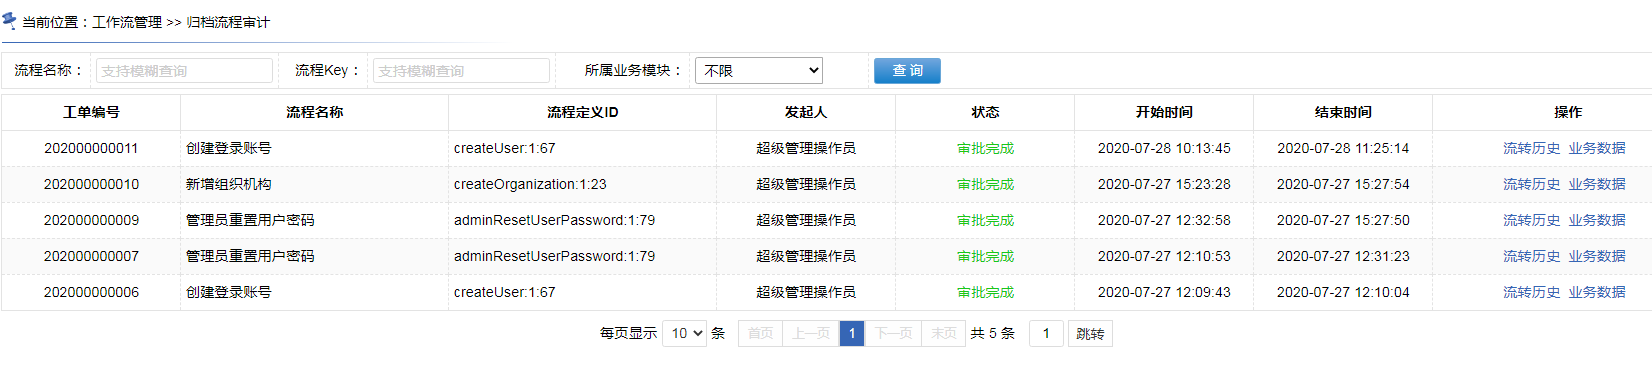 当前位置：工作流管理 >> 归档流程审计
流程名称： 支持模糊查询 流程Key： 支持模糊查询 所属业务模块： 不限 查 询
工单编号 流程名称 流程定义ID 发起人 状态 开始时间 结束时间 操作
202000000011 创建登录账号 createUser:1:67 超级管理操作员 审批完成 2020-07-28 10:13:45 2020-07-28 11:25:14 流转历史 业务数据
202000000010 新增组织机构 createOrganization:1:23 超级管理操作员 审批完成 2020-07-27 15:23:28 2020-07-27 15:27:54 流转历史 业务数据
202000000009 管理员重置用户密码 adminResetUserPassword:1:79 超级管理操作员 审批完成 2020-07-27 12:32:58 2020-07-27 15:27:50 流转历史 业务数据
202000000007 管理员重置用户密码 adminResetUserPassword:1:79 超级管理操作员 审批完成 2020-07-27 12:10:53 2020-07-27 12:31:23 流转历史 业务数据
202000000006 创建登录账号 createUser:1:67 超级管理操作员 审批完成 2020-07-27 12:09:43 2020-07-27 12:10:04 流转历史 业务数据
每页显示 10 条 首页 上一页 1 下一页 末页 共 5 条 1 跳转